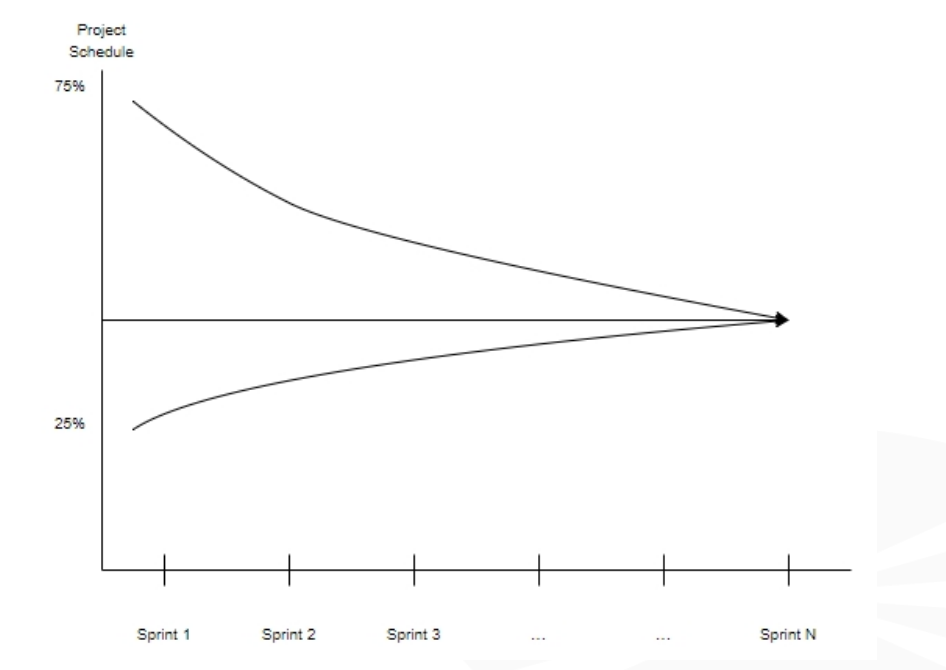 Project
Schedule
75%
25%
Sprint 1
Sprint 2
Sprint 3
...
...
Sprint N